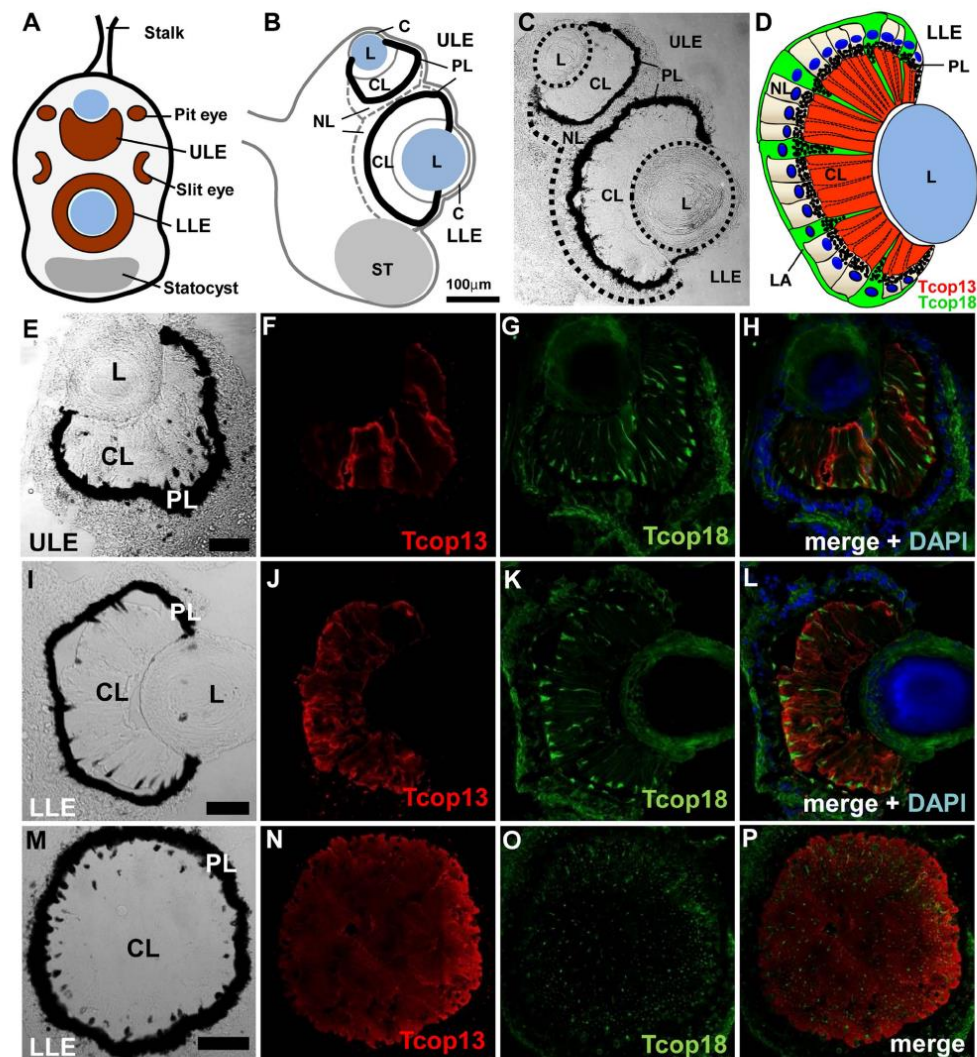 A
Stalk
Pit eye
ULE
Slit eye
LLE
Statocyst
B
C
L
ULE
PL
CL
NL
CL
L
C
LLE
ST
100μm
C
ULE
L
CL
PL
NL
CL
L
LLE
D
LLE
PL
NL
CL
L
LA
Tcop13
Tcop18
E
L
CL
PL
ULE
F
Tcop13
G
Tcop18
H
merge + DAPI
I
PL
CL
L
LLE
J
Tcop13
K
Tcop18
L
merge + DAPI
M
PL
CL
LLE
N
Tcop13
O
Tcop18
P
merge